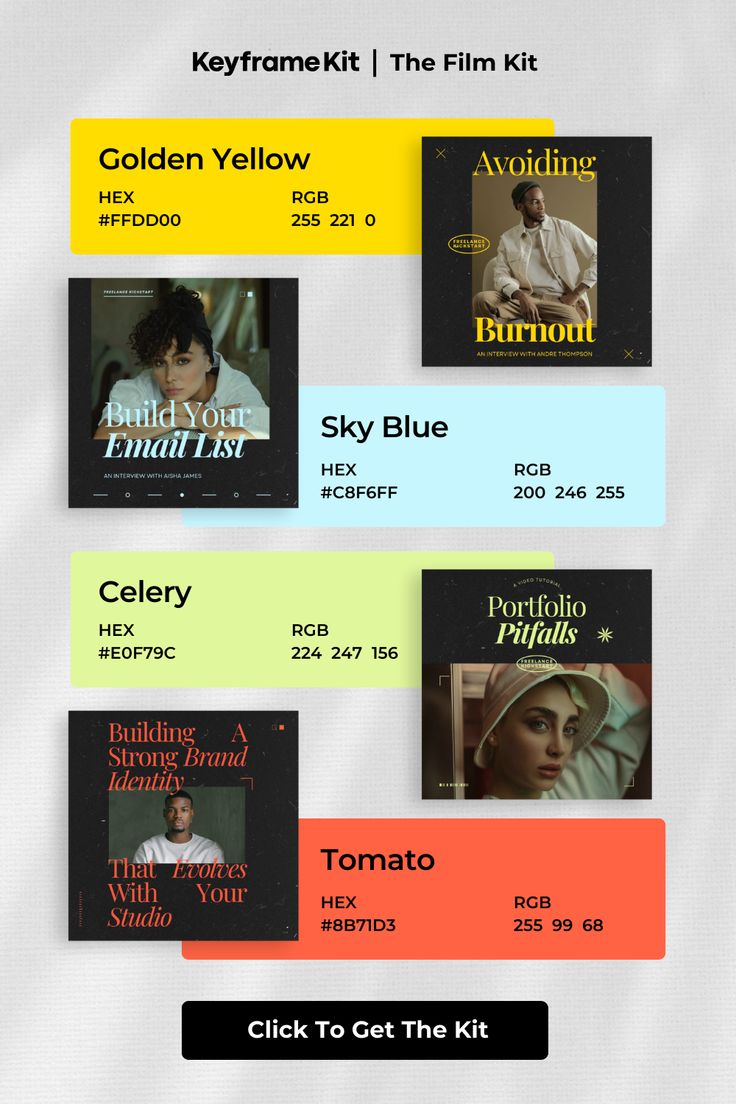 KeyframeKit | The Film Kit
Golden Yellow
HEX
#FFDD00
RGB
255 221 0
Avoiding
FREELANCE
KICKSTART
Burnout
AN INTERVIEW WITH ANDRE THOMPSON
FREELANCE KICKSTART
Build Your
Email List
AN INTERVIEW WITH AISHA JAMES
Sky Blue
HEX
#C8F6FF
RGB
200 246 255
Celery
HEX
#E0F79C
RGB
224 247 156
A VIDEO TUTORIAL
Portfolio
Pitfalls
FREELANCE
KICKSTART
Building A
Strong Brand
Identity
That Evolves
With Your
Studio
Tomato
HEX
#8B71D3
RGB
255 99 68
Click To Get The Kit